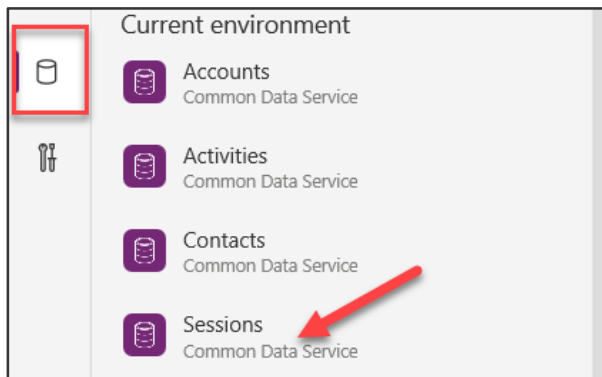 Current environment
Accounts
Common Data Service
Activities
Common Data Service
Contacts
Common Data Service
Sessions
Common Data Service